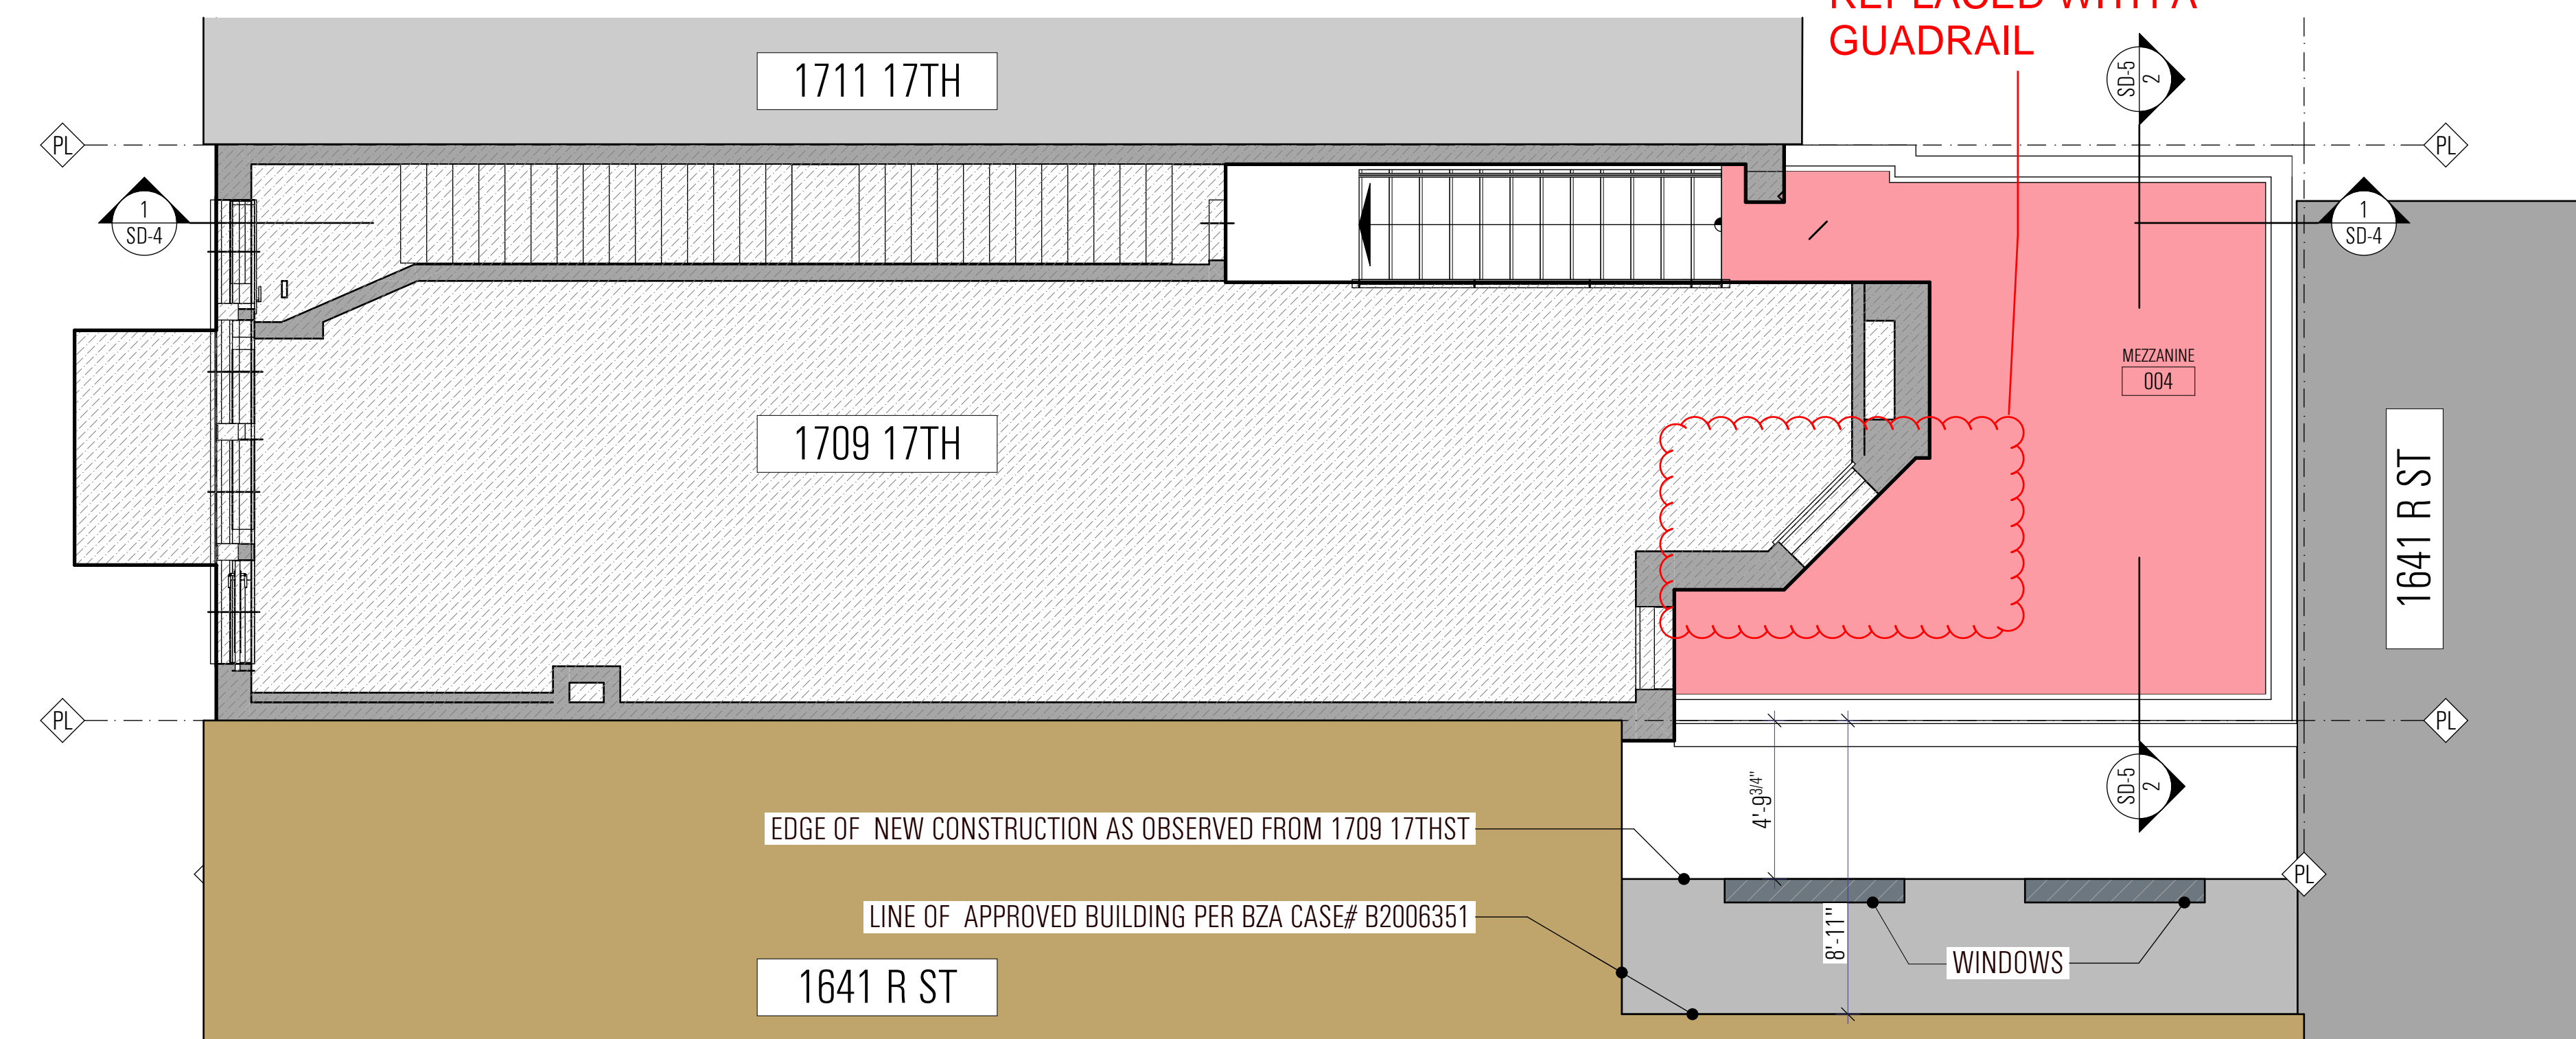 REPLACED WITH A
GUADRAIL
1711 17TH
SD-5
2
PL
PL
1
SD-4
1
SD-4
MEZZANINE
004
1709 17TH
1641 R ST
PL
PL
SD-5
2
4'-9 3/4"
EDGE OF NEW CONSTRUCTION AS OBSERVED FROM 1709 17THST
PL
LINE OF APPROVED BUILDING PER BZA CASE# B2006351
8'-11"
WINDOWS
1641 R ST